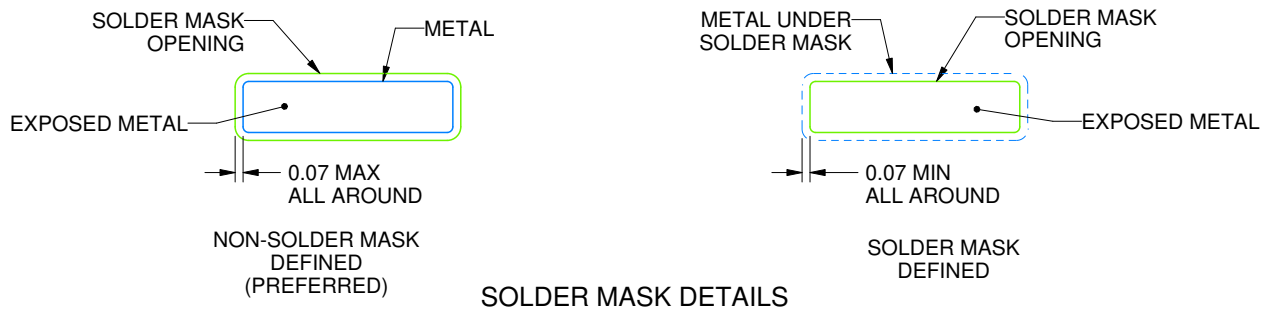 SOLDER MASK
OPENING
METAL
EXPOSED METAL
0.07 MAX
ALL AROUND
NON-SOLDER MASK
DEFINED
(PREFERRED)
METAL UNDER
SOLDER MASK
SOLDER MASK
OPENING
EXPOSED METAL
0.07 MIN
ALL AROUND
SOLDER MASK
DEFINED
SOLDER MASK DETAILS